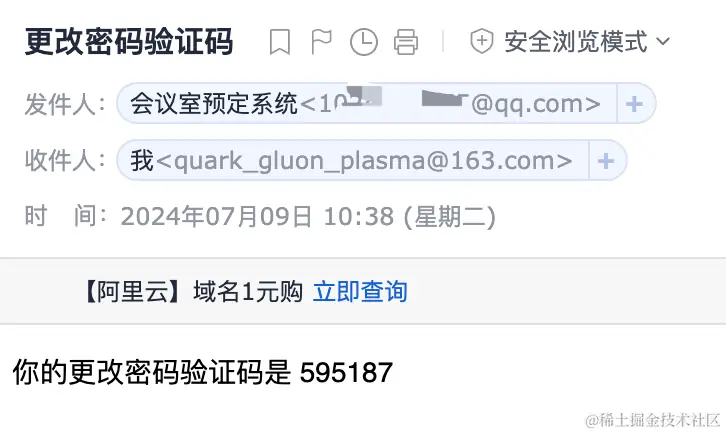 更改密码验证码 安全浏览模式
发件人： 会议室预定系统<10 @qq.com> +
收件人： 我<quark_gluon_plasma@163.com> +
时 间： 2024年07月09日 10:38 (星期二)
【阿里云】域名1元购 立即查询
你的更改密码验证码是 595187
@稀土掘金技术社区